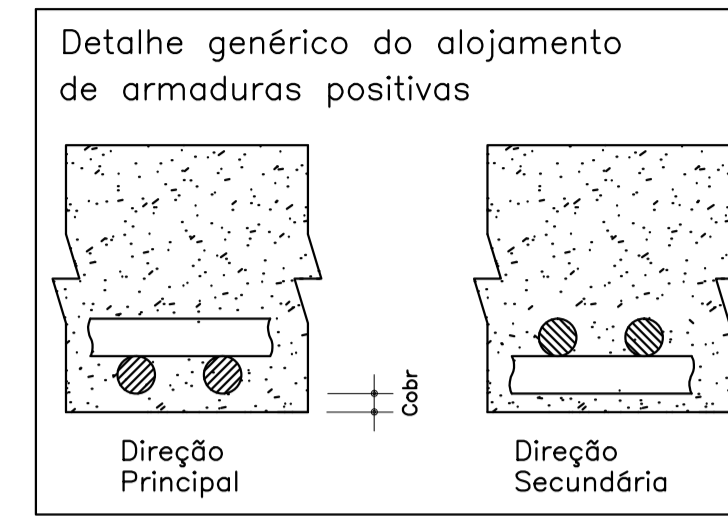 Detalhe genérico do alojamento
de armaduras positivas
Cobr
Direção
Principal
Direção
Secundária